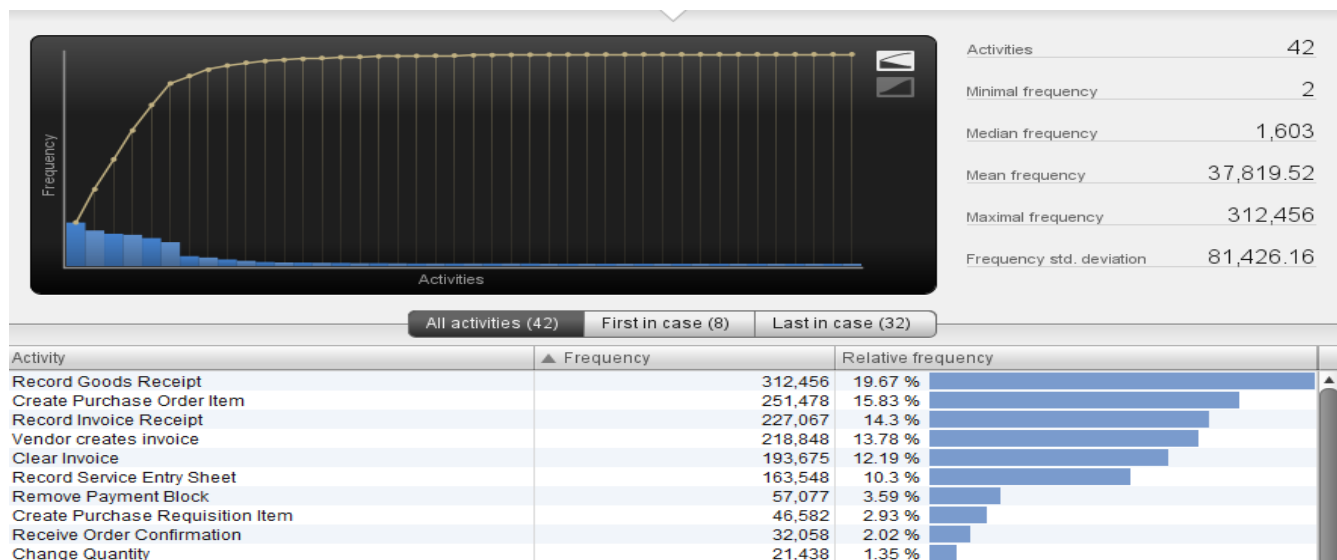 Activities 42
Minimal frequency 2
Median frequency 1,603
Mean frequency 37,819.52
Maximal frequency 312,456
Frequency std. deviation 81,426.16
Frequency
Activities
All activities (42) First in case (8) Last in case (32)
Activity Frequency Relative frequency
Record Goods Receipt 312,456 19.67 %
Create Purchase Order Item 251,478 15.83 %
Record Invoice Receipt 227,067 14.3 %
Vendor creates invoice 218,848 13.78 %
Clear Invoice 193,675 12.19 %
Record Service Entry Sheet 163,548 10.3 %
Remove Payment Block 57,077 3.59 %
Create Purchase Requisition Item 46,582 2.93 %
Receive Order Confirmation 32,058 2.02 %
Change Quantity 21,438 1.35 %